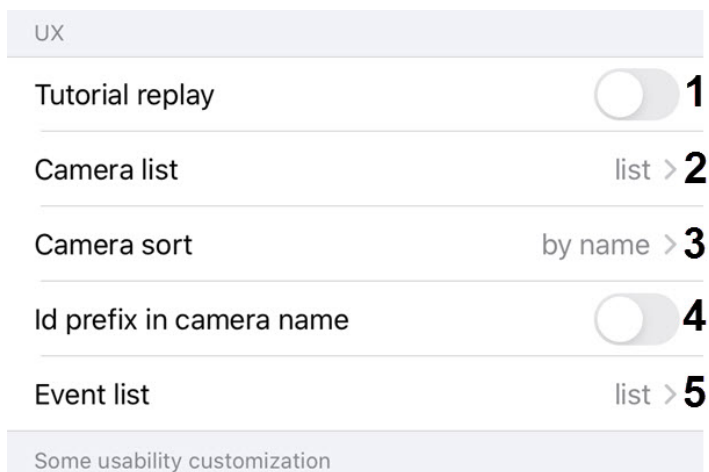 UX
Tutorial replay 1
Camera list list > 2
Camera sort by name > 3
Id prefix in camera name 4
Event list list > 5
Some usability customization